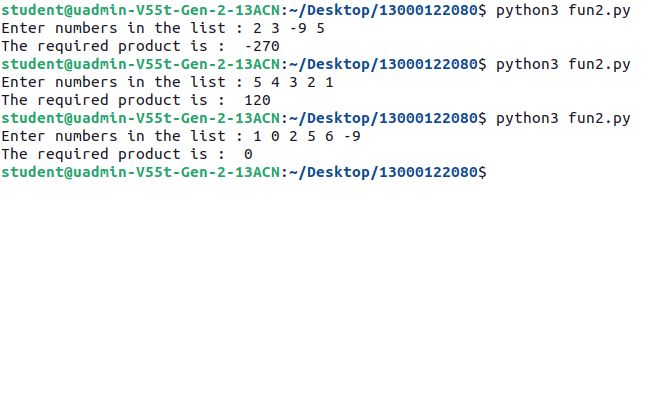 student@uadmin-V55t-Gen-2-13ACN:~/Desktop/13000122080$ python3 fun2.py
Enter numbers in the list : 2 3 -9 5
The required product is :  -270
student@uadmin-V55t-Gen-2-13ACN:~/Desktop/13000122080$ python3 fun2.py
Enter numbers in the list : 5 4 3 2 1
The required product is :  120
student@uadmin-V55t-Gen-2-13ACN:~/Desktop/13000122080$ python3 fun2.py
Enter numbers in the list : 1 0 2 5 6 -9
The required product is :  0
student@uadmin-V55t-Gen-2-13ACN:~/Desktop/13000122080$